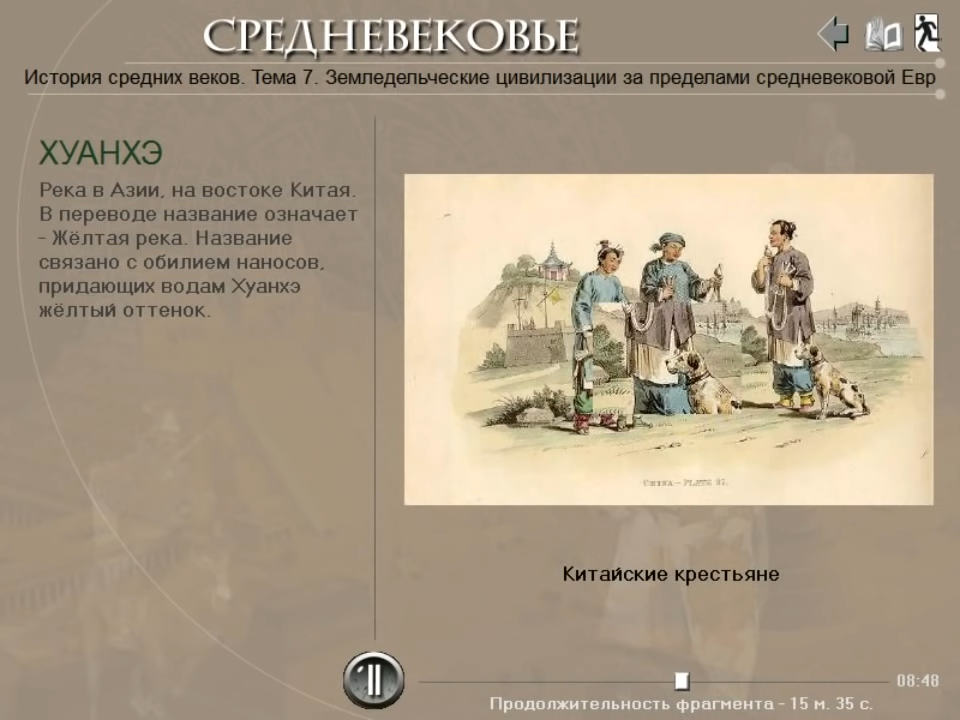 СРЕДНЕВЕКОВЬЕ
История средних веков. Тема 7. Земледельческие цивилизации за пределами средневековой Евр
ХУАНХЭ
Река в Азии, на востоке Китая.
В переводе название означает
- Жёлтая река. Название
связано с обилием наносов,
придающих водам Хуанхэ
жёлтый оттенок.
CHINA—PLATE
Китайские крестьяне
08:48
Продолжительность фрагмента - 15 м. 35 с.